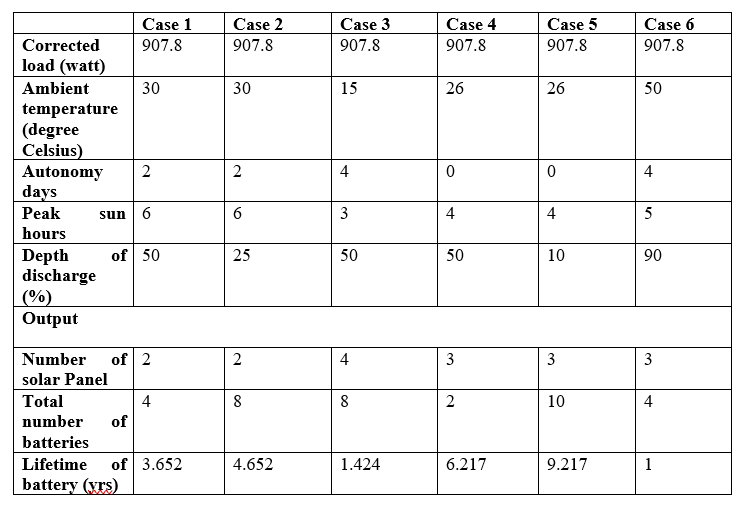 Case 1 Case 2 Case 3 Case 4 Case 5 Case 6
Corrected 907.8 907.8 907.8 907.8 907.8 907.8
load (watt)
Ambient 30 30 15 26 26 50
temperature
(degree
Celsius)
Autonomy 2 2 4 0 0 4
days
Peak sun 6 6 3 4 4 5
hours
Depth of 50 25 50 50 10 90
discharge
(%)
Output
Number of 2 2 4 3 3 3
solar Panel
Total 4 8 8 2 10 4
number of
batteries
Lifetime of 3.652 4.652 1.424 6.217 9.217 1
battery (yrs)